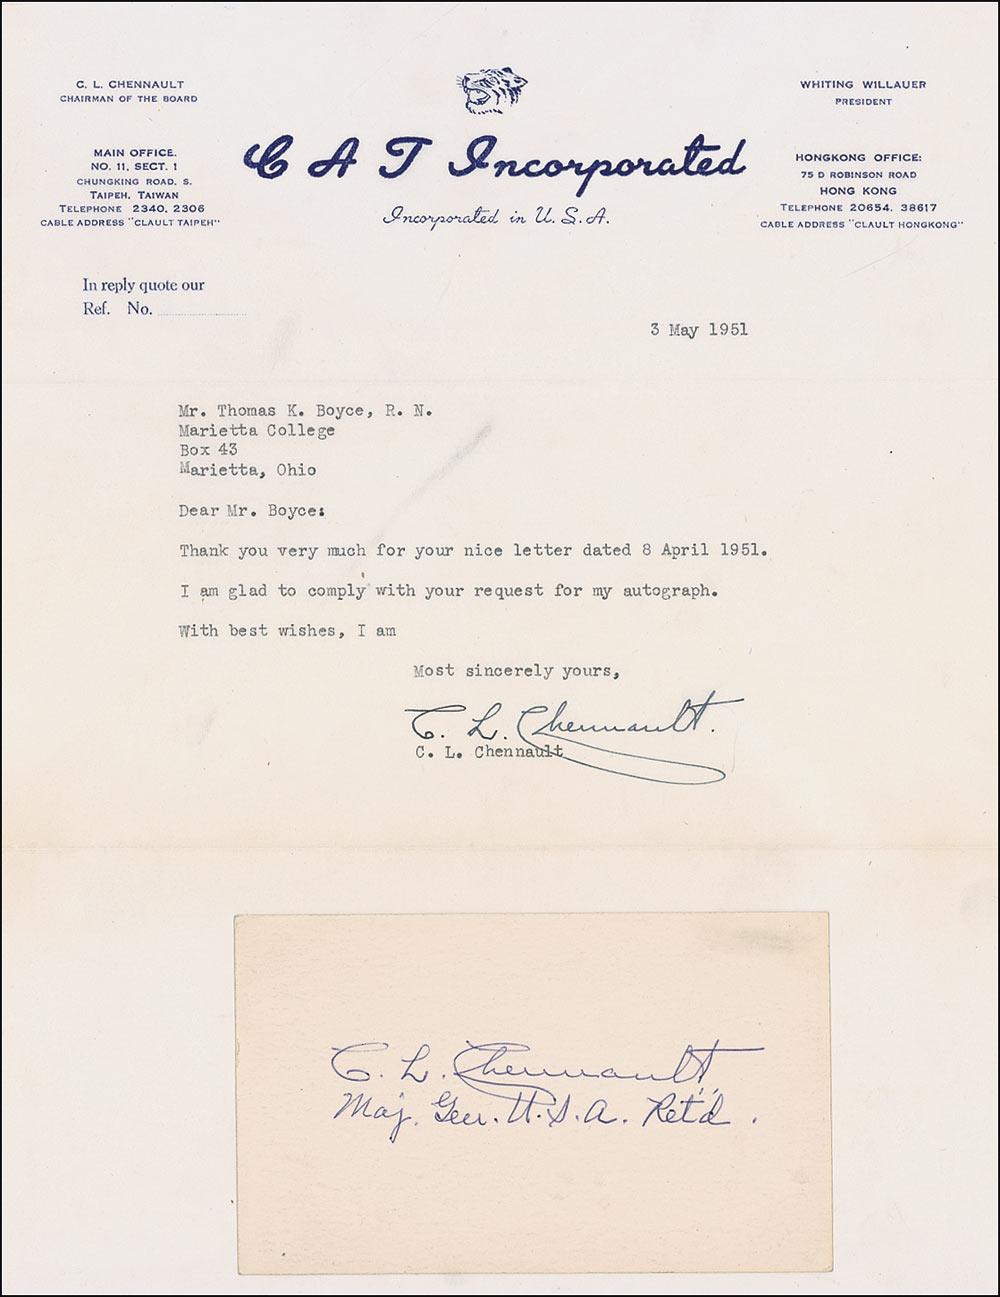 C. L. CHENNAULT
CHAIRMAN OF THE BOARD
MAIN OFFICE.
NO. 11, SECT. 1
CHUNGKING ROAD. S.
TAIPEH. TAIWAN
TELEPHONE 2340, 2306
CABLE ADDRESS "CLAULT TAIPEH"
C A T Incorporated
Incorporated in U. S. A.
WHITING WILLAUER
PRESIDENT
HONGKONG OFFICE:
75 D ROBINSON ROAD
HONG KONG
TELEPHONE 20654. 38617
CABLE ADDRESS "CLAULT HONGKONG"
In reply quote our
Ref. No.
3 May 1951
Mr. Thomas K. Boyce, R. N.
Marietta College
Box 43
Marietta, Ohio
Dear Mr. Boyce:
Thank you very much for your nice letter dated 8 April 1951.
I am glad to comply with your request for my autograph.
With best wishes, I am
Most sincerely yours,
C. L. Chennault.
C. L. Chennault
C. L. Chennault,
Maj. Gen. U.S.A. Ret'd.